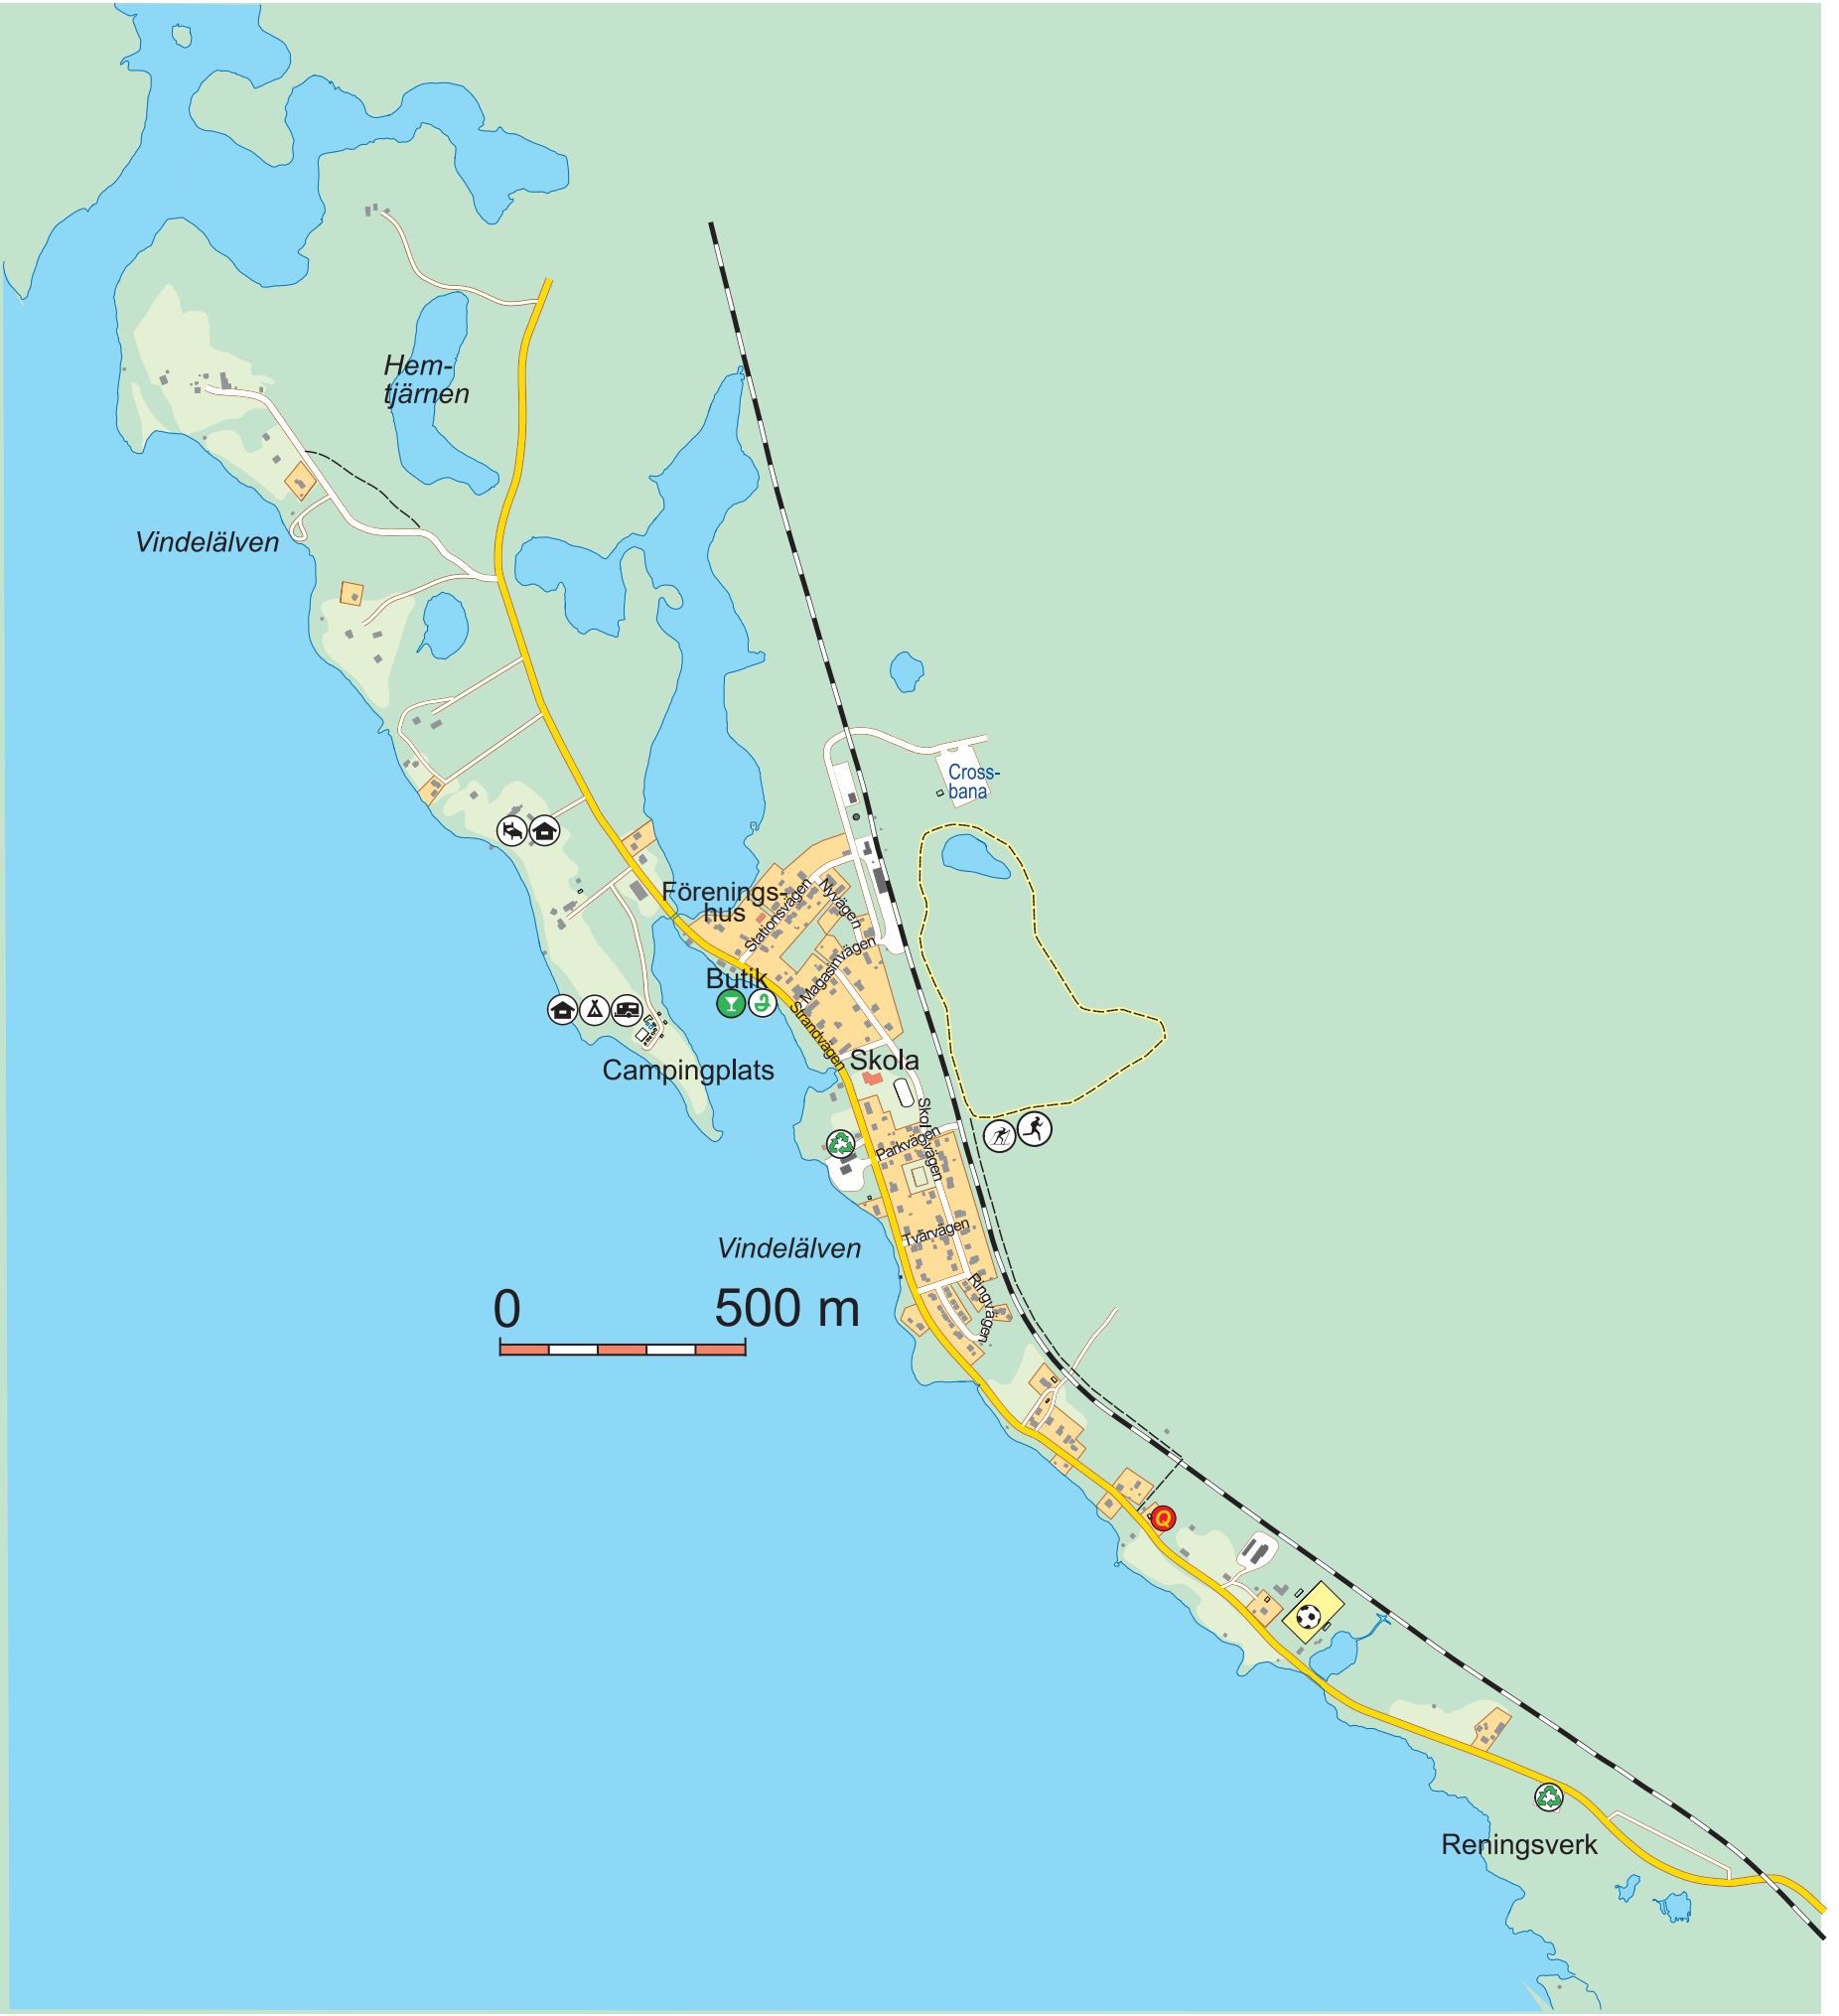 Hem-
tjärnen
Vindelälven
Cross-
bana
Förenings-
hus
Stationsvägen
Nyvägen
Magasinvägen
Butik
Strandvägen
Campingplats
Skola
Skolvägen
Parkvägen
Tvärvägen
Vindelälven
Ringvägen
0 500 m
Q
Reningsverk